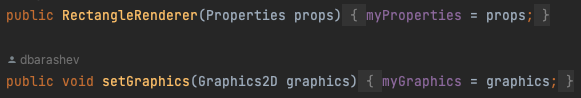 public RectangleRenderer(Properties props) { myProperties = props; }
dbarashev
public void setGraphics(Graphics2D graphics) { myGraphics = graphics; }